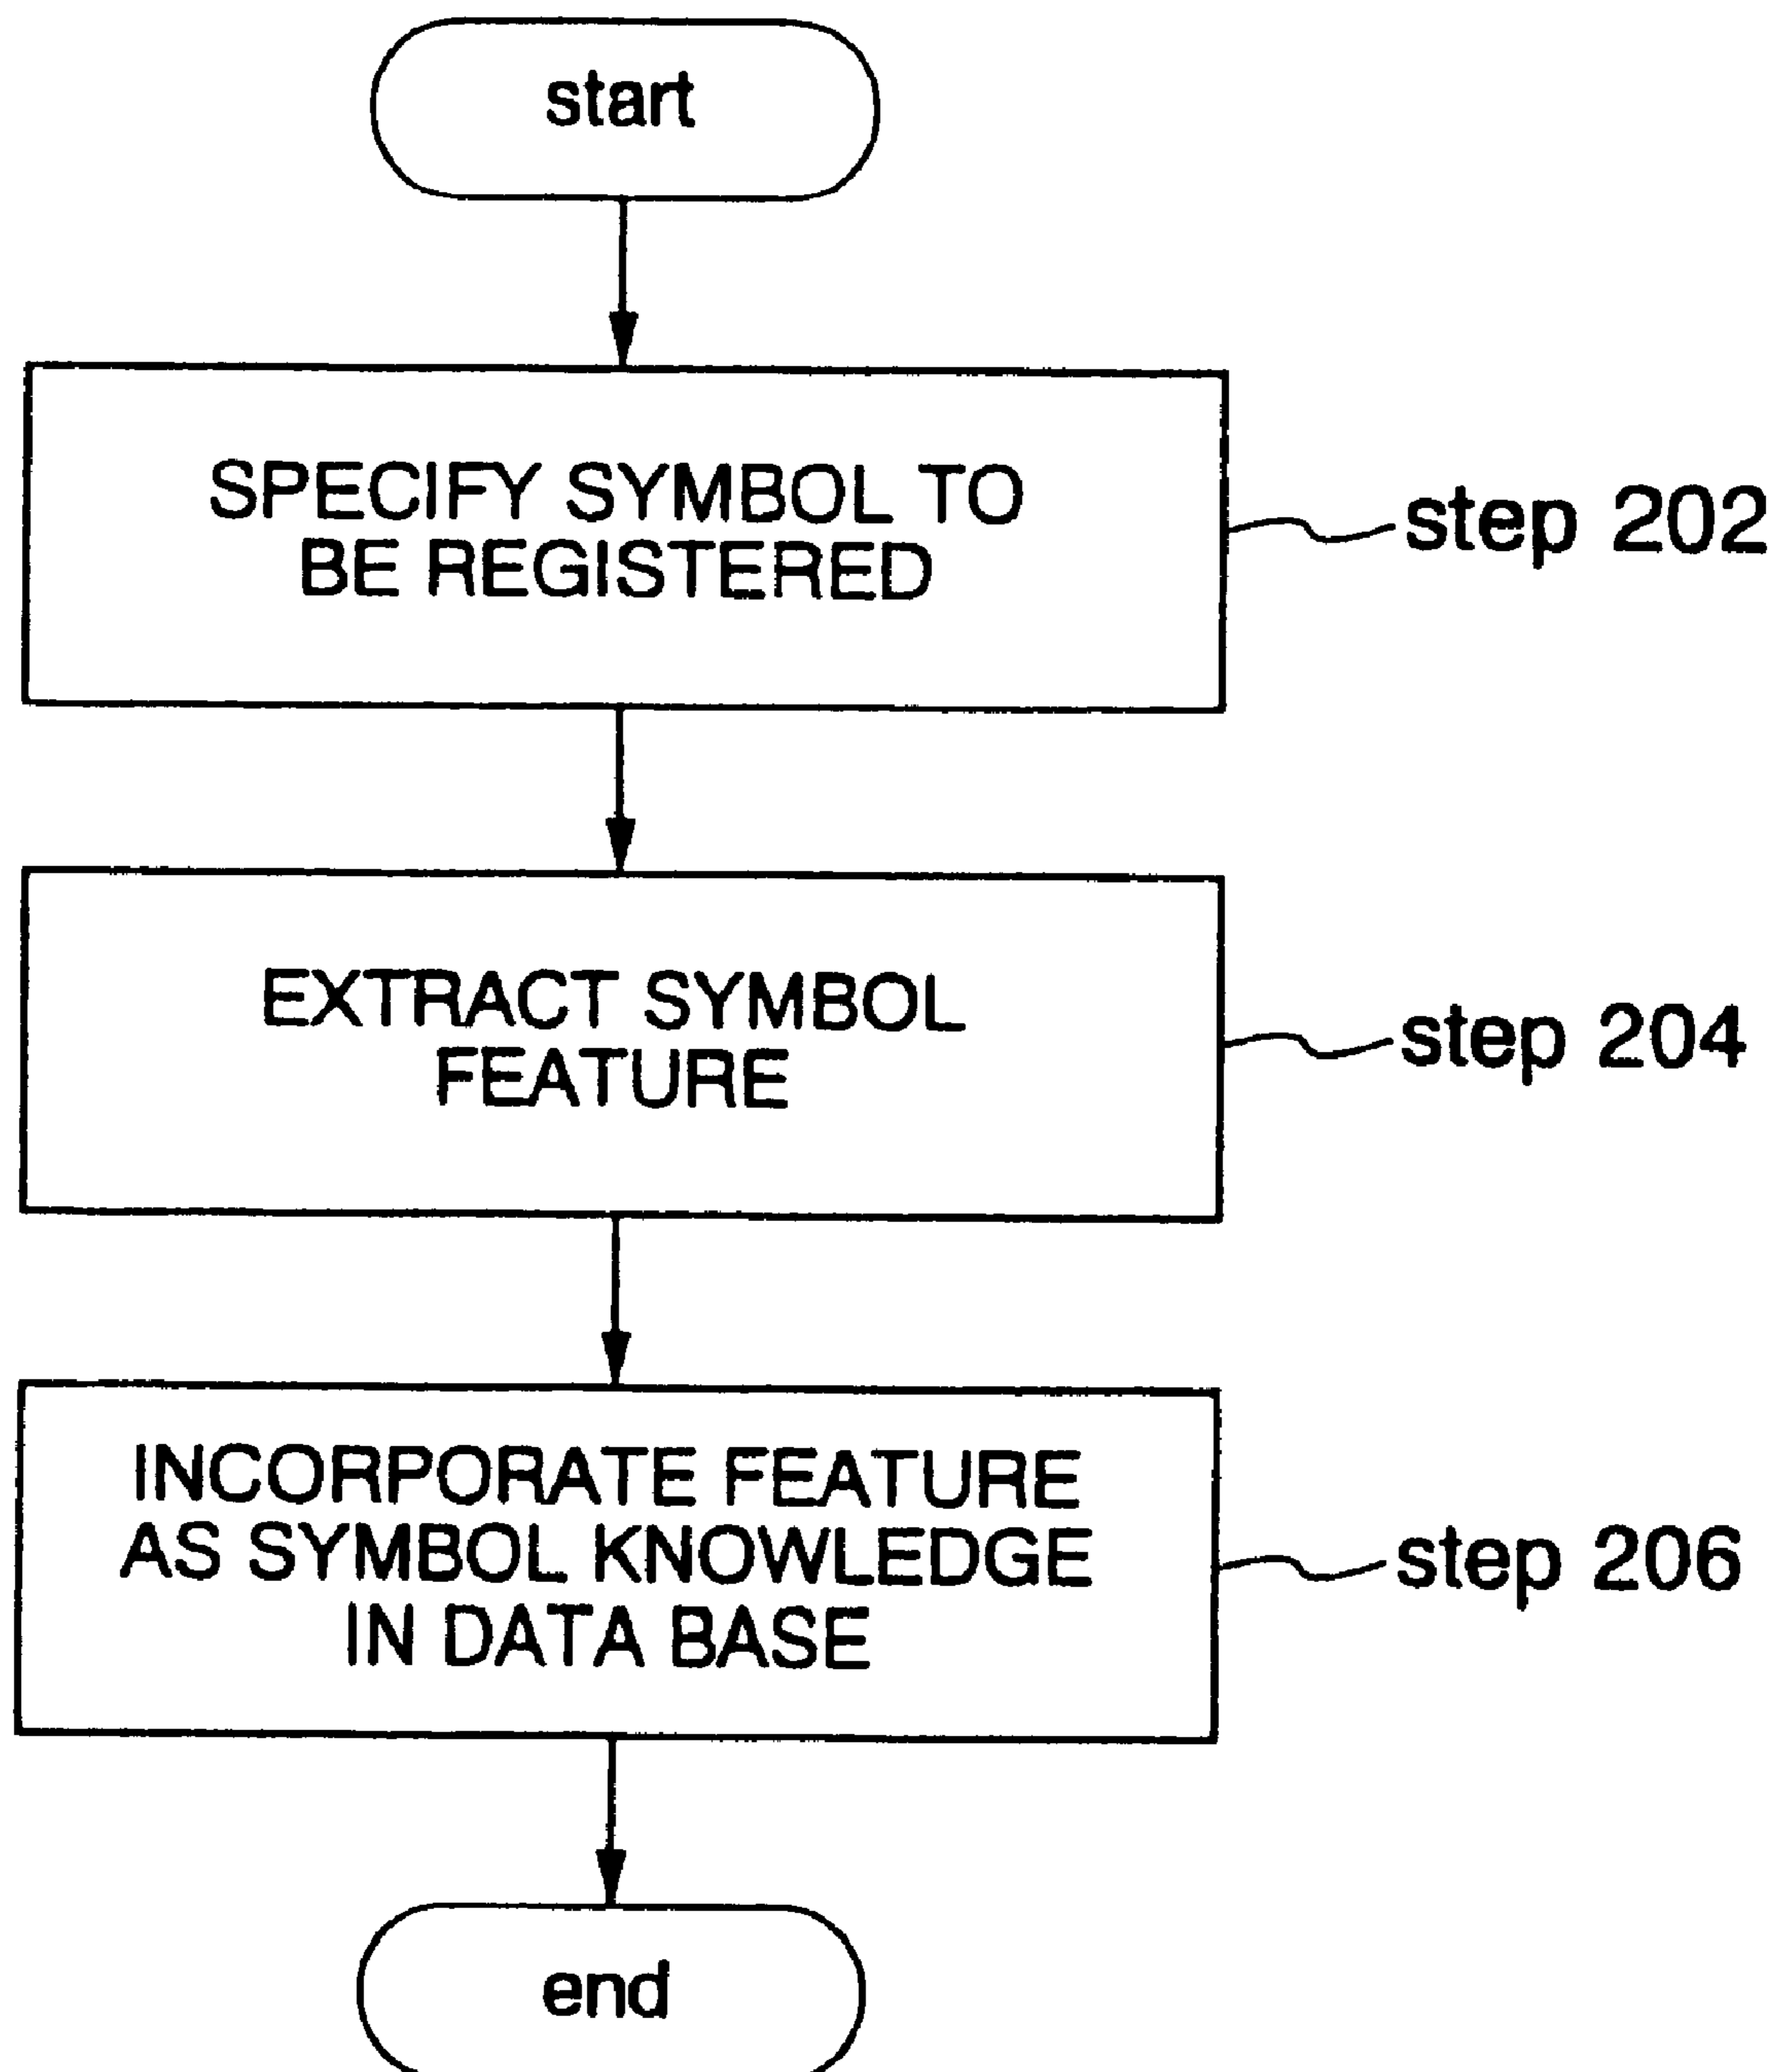 start
SPECIFY SYMBOL TO
BE REGISTERED
step 202
EXTRACT SYMBOL
FEATURE
step 204
INCORPORATE FEATURE
AS SYMBOL KNOWLEDGE
IN DATA BASE
step 206
end